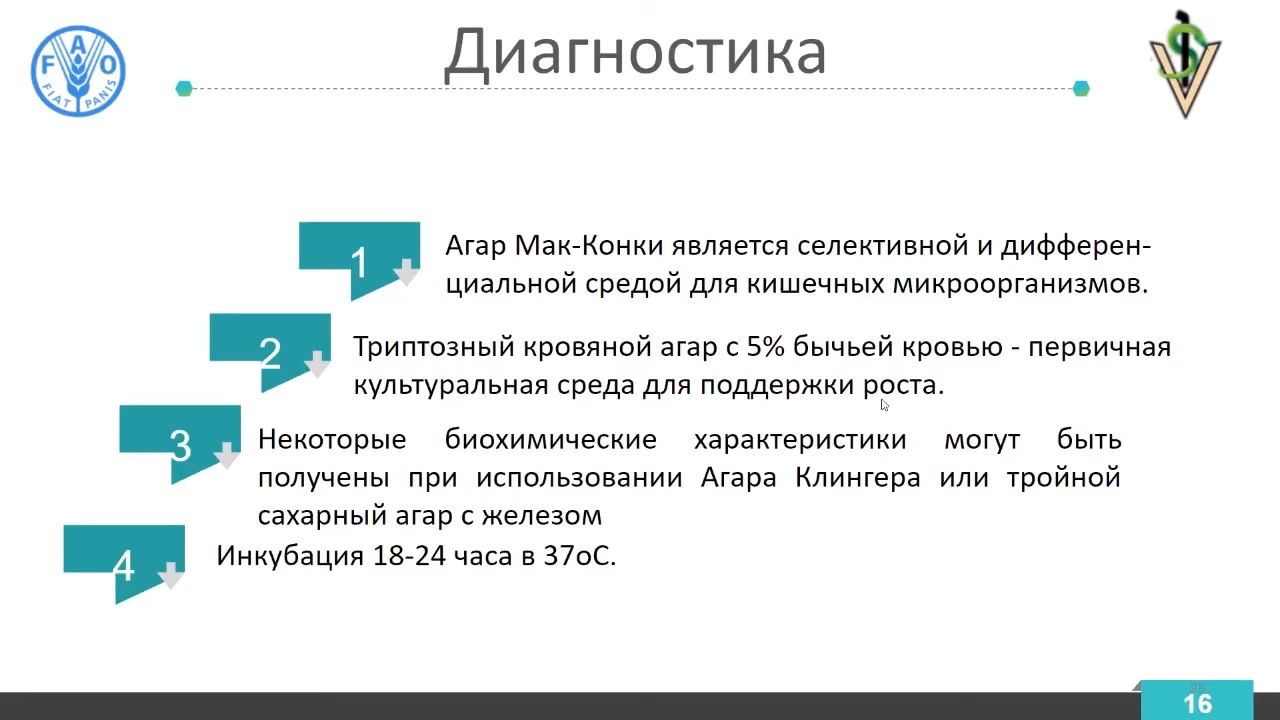 Диагностика
F A O
FIAT PANIS
1
Агар Мак-Конки является селективной и дифферен-
циальной средой для кишечных микроорганизмов.
2
Триптозный кровяной агар с 5% бычьей кровью - первичная
культуральная среда для поддержки роста.
3
Некоторые биохимические характеристики могут быть
получены при использовании Агара Клингера или тройной
сахарный агар с железом
4
Инкубация 18-24 часа в 37оС.
16